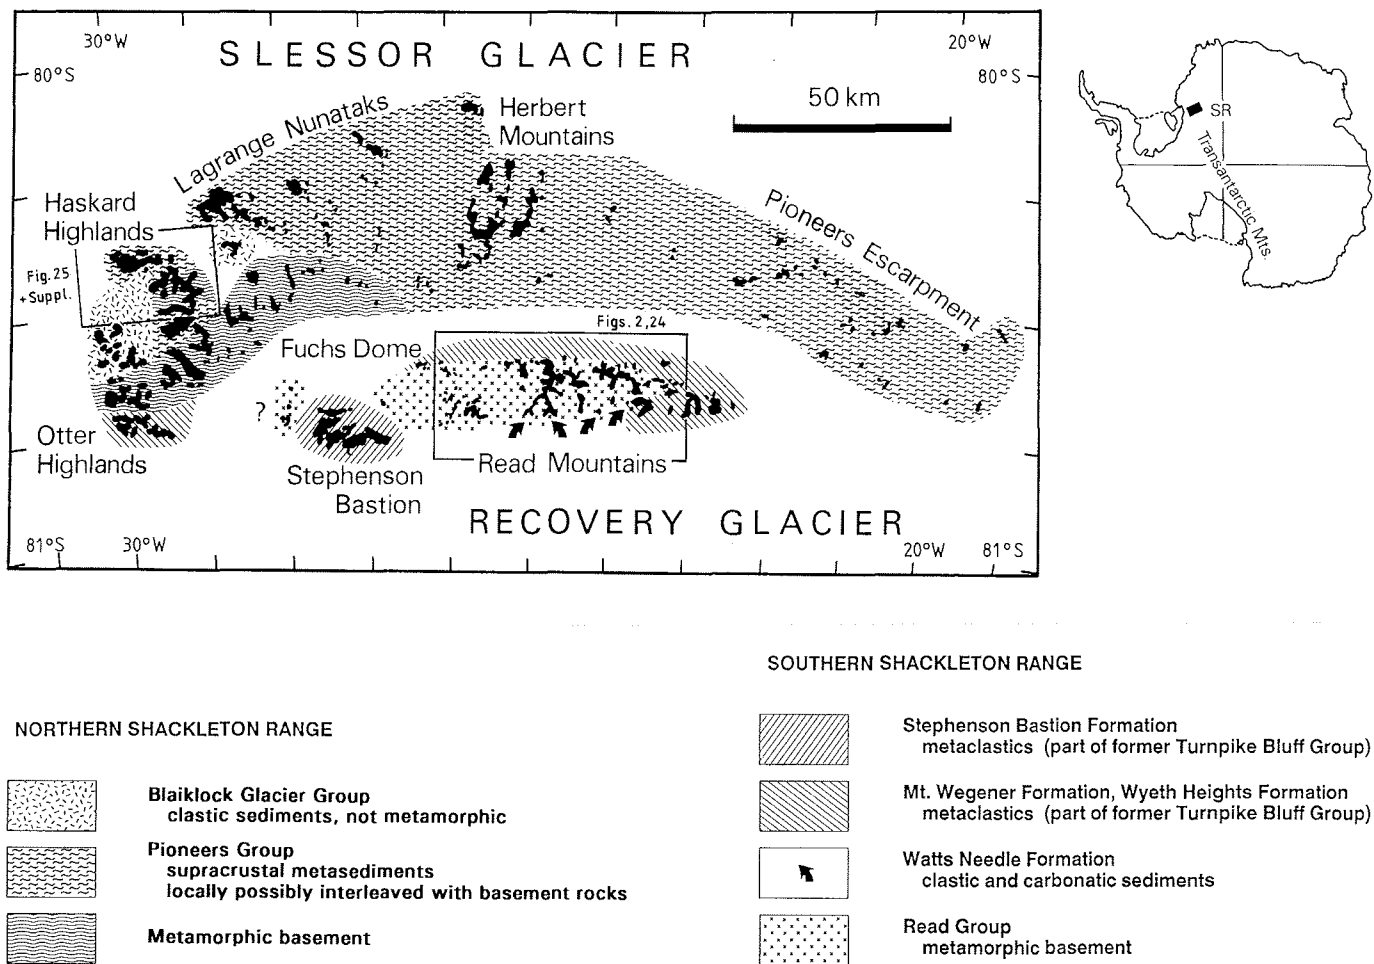 30°W
20°W
SLESSOR GLACIER
80°S
80°S
50 km
Herbert
Mountains
Lagrange Nunataks
Haskard
Highlands
Fig.25
+Suppl.
Pioneers Escarpment
Figs. 2,24
Fuchs Dome
?
Otter
Highlands
Stephenson
Bastion
Read Mountains
RECOVERY GLACIER
81°S
30°W
20°W
81°S
SR
Transantarctic Mts.
SOUTHERN SHACKLETON RANGE
Stephenson Bastion Formation
metaclastics (part of former Turnpike Bluff Group)
Mt. Wegener Formation, Wyeth Heights Formation
metaclastics (part of former Turnpike Bluff Group)
Watts Needle Formation
clastic and carbonatic sediments
Read Group
metamorphic basement
NORTHERN SHACKLETON RANGE
Blaiklock Glacier Group
clastic sediments, not metamorphic
Pioneers Group
supracrustal metasediments
locally possibly interleaved with basement rocks
Metamorphic basement